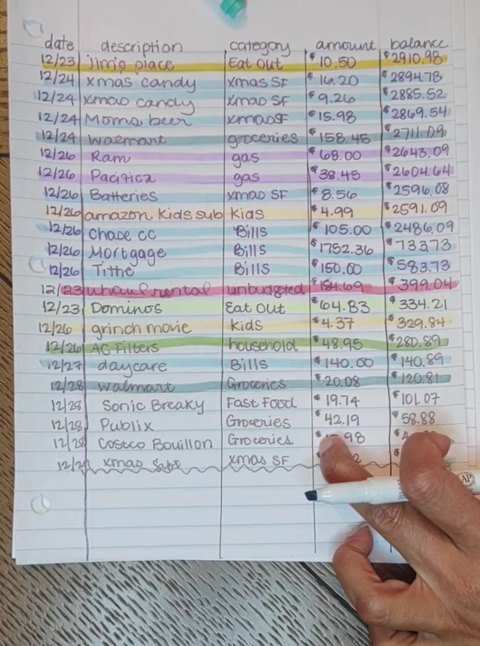 date description category amount balance
12/23 Jim's place Eat Out $10.50 $2910.98
12/24 xmas candy xmas SF $16.20 $2894.78
12/24 xmas candy xmas SF $9.26 $2885.52
12/24 Moms beer xmas SF $15.98 $2869.54
12/24 Walmart groceries $158.45 $2711.09
12/26 Ram gas $68.00 $2643.09
12/26 Pacifica gas $38.45 $2604.64
12/26 Batteries xmas SF $8.56 $2596.08
12/26 amazon kids sub kids $4.99 $2591.09
12/26 Chase CC Bills $105.00 $2486.09
12/26 Mortgage Bills $1752.36 $733.73
12/26 Tithe Bills $150.00 $583.73
12/23 uhaul rental unbudgeted $184.69 $399.04
12/23 Dominos Eat Out $64.83 $334.21
12/26 grinch movie kids $4.37 $329.84
12/26 AC Filters household $48.95 $280.89
12/27 daycare Bills $140.00 $140.89
12/28 walmart Groceries $20.08 $120.81
12/28 Sonic Breaky Fast Food $19.74 $101.07
12/28 Publix Groceries $42.19 $58.88
12/28 Costco Bouillon Groceries
xmas xmas SF